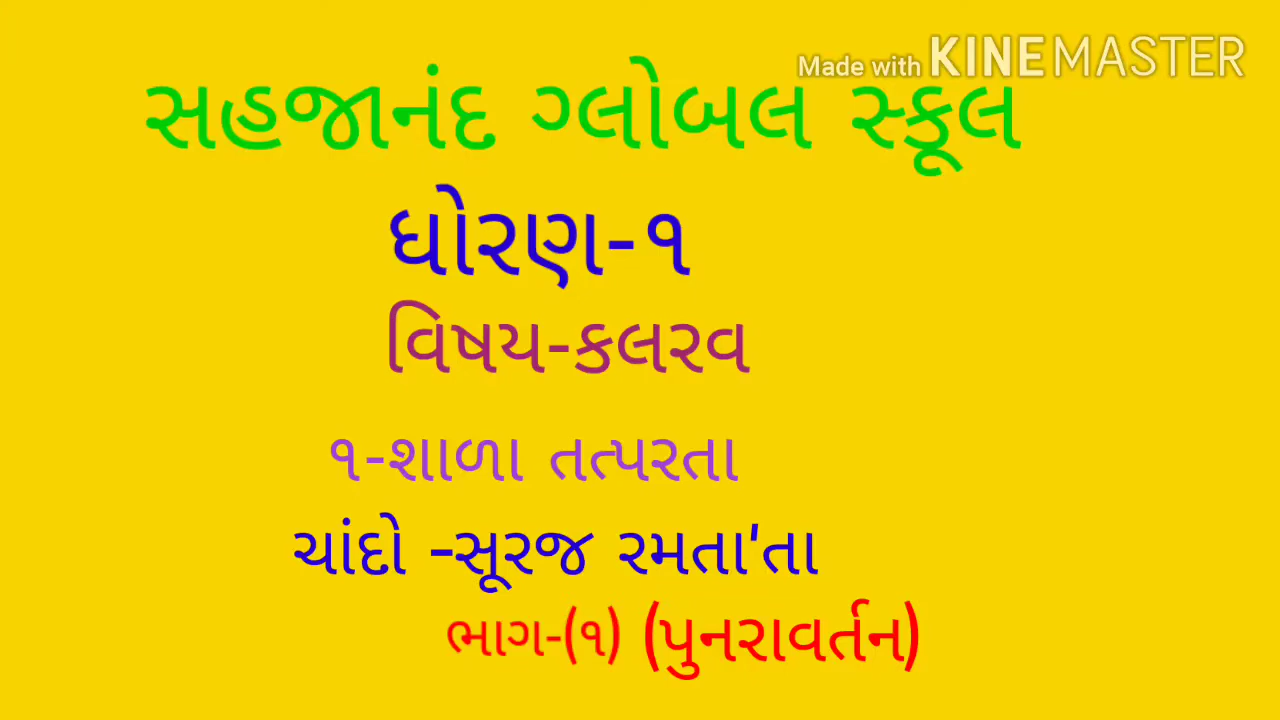 Made with KINEMASTER
સહજાનંદ ગ્લોબલ સ્કૂલ
ધોરણ-૧
વિષય-કલરવ
૧-શાળા તત્પરતા
ચાંદો -સૂરજ રમતા'તા
ભાગ-(૧) (પુનરાવર્તન)